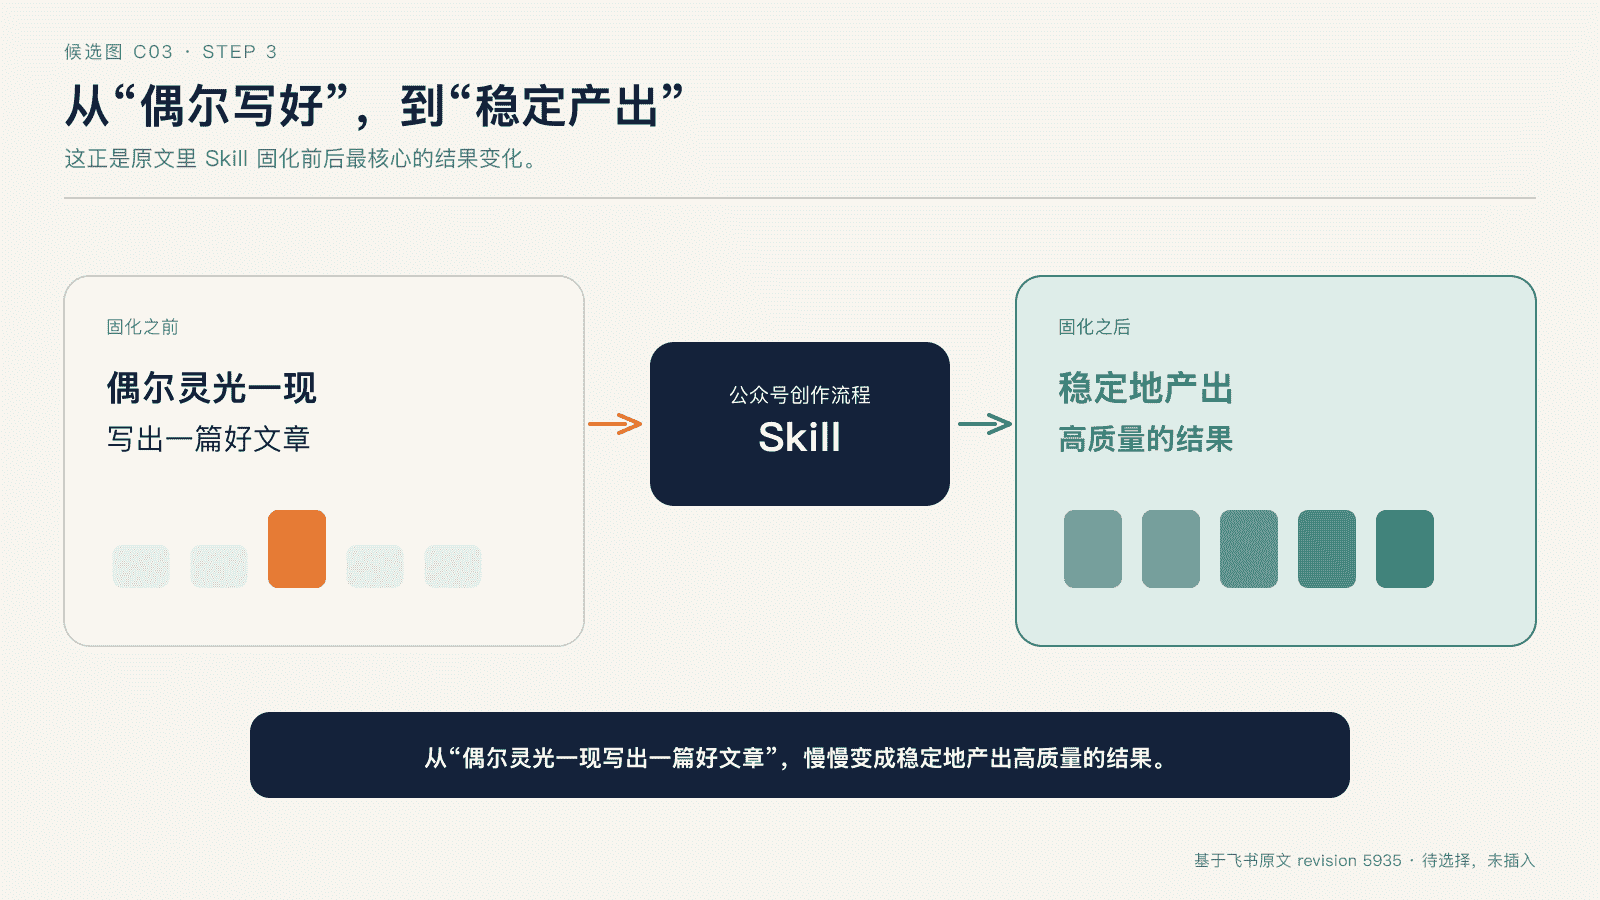 候选图 C03 · STEP 3
从“偶尔写好”，到“稳定产出”
这正是原文里 Skill 固化前后最核心的结果变化。
固化之前
偶尔灵光一现
写出一篇好文章
公众号创作流程
Skill
固化之后
稳定地产出
高质量的结果
从“偶尔灵光一现写出一篇好文章”，慢慢变成稳定地产出高质量的结果。
基于飞书原文 revision 5935 · 待选择，未插入